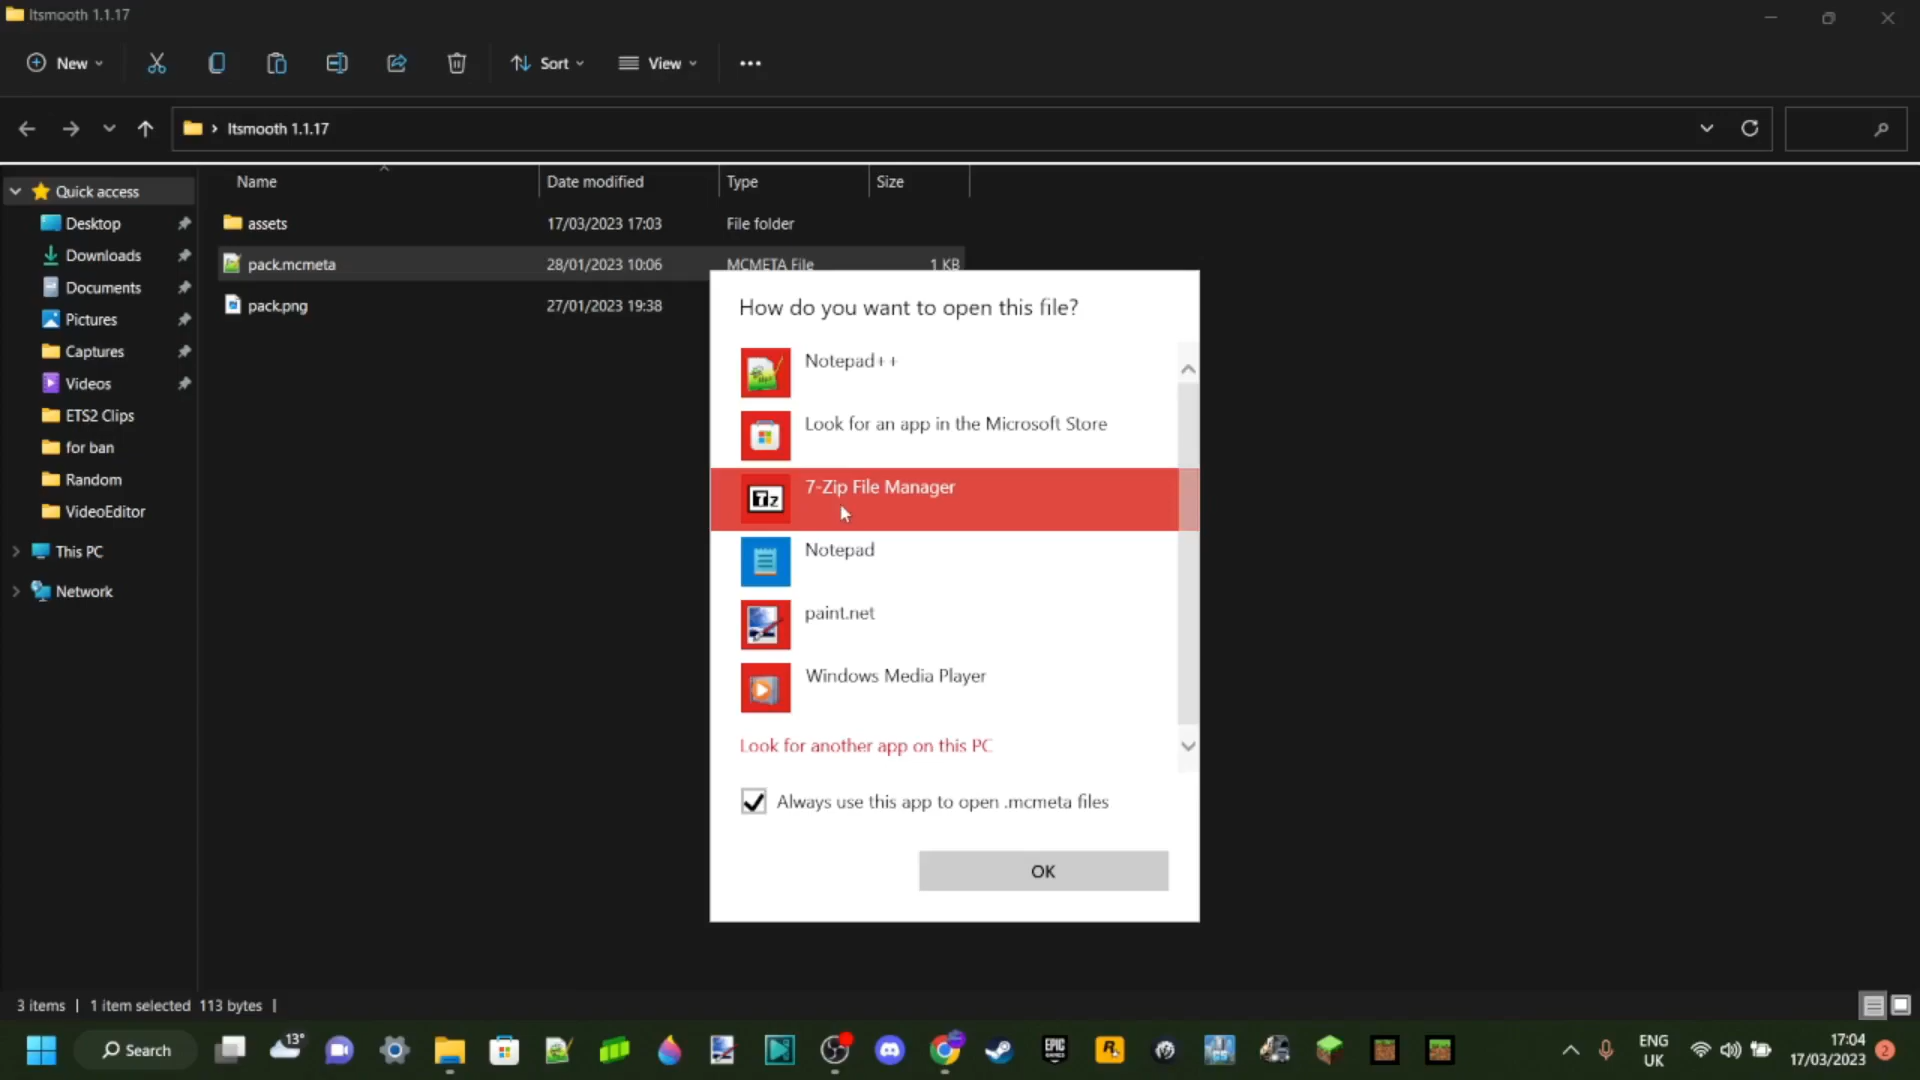 Itsmooth 1.1.17
New
Sort
View
Itsmooth 1.1.17
Name
Date modified
Type
Size
Quick access
Desktop
Downloads
Documents
Pictures
Captures
Videos
ETS2 Clips
for ban
Random
VideoEditor
This PC
Network
assets
17/03/2023 17:03
File folder
pack.mcmeta
28/01/2023 10:06
MCMETA File
1 KB
pack.png
27/01/2023 19:38
How do you want to open this file?
Notepad++
Look for an app in the Microsoft Store
7-Zip File Manager
Notepad
paint.net
Windows Media Player
Look for another app on this PC
Always use this app to open .mcmeta files
OK
3 items
1 item selected 113 bytes
Search
13°
EPIC
GAMES
ENG
UK
17:04
17/03/2023
2